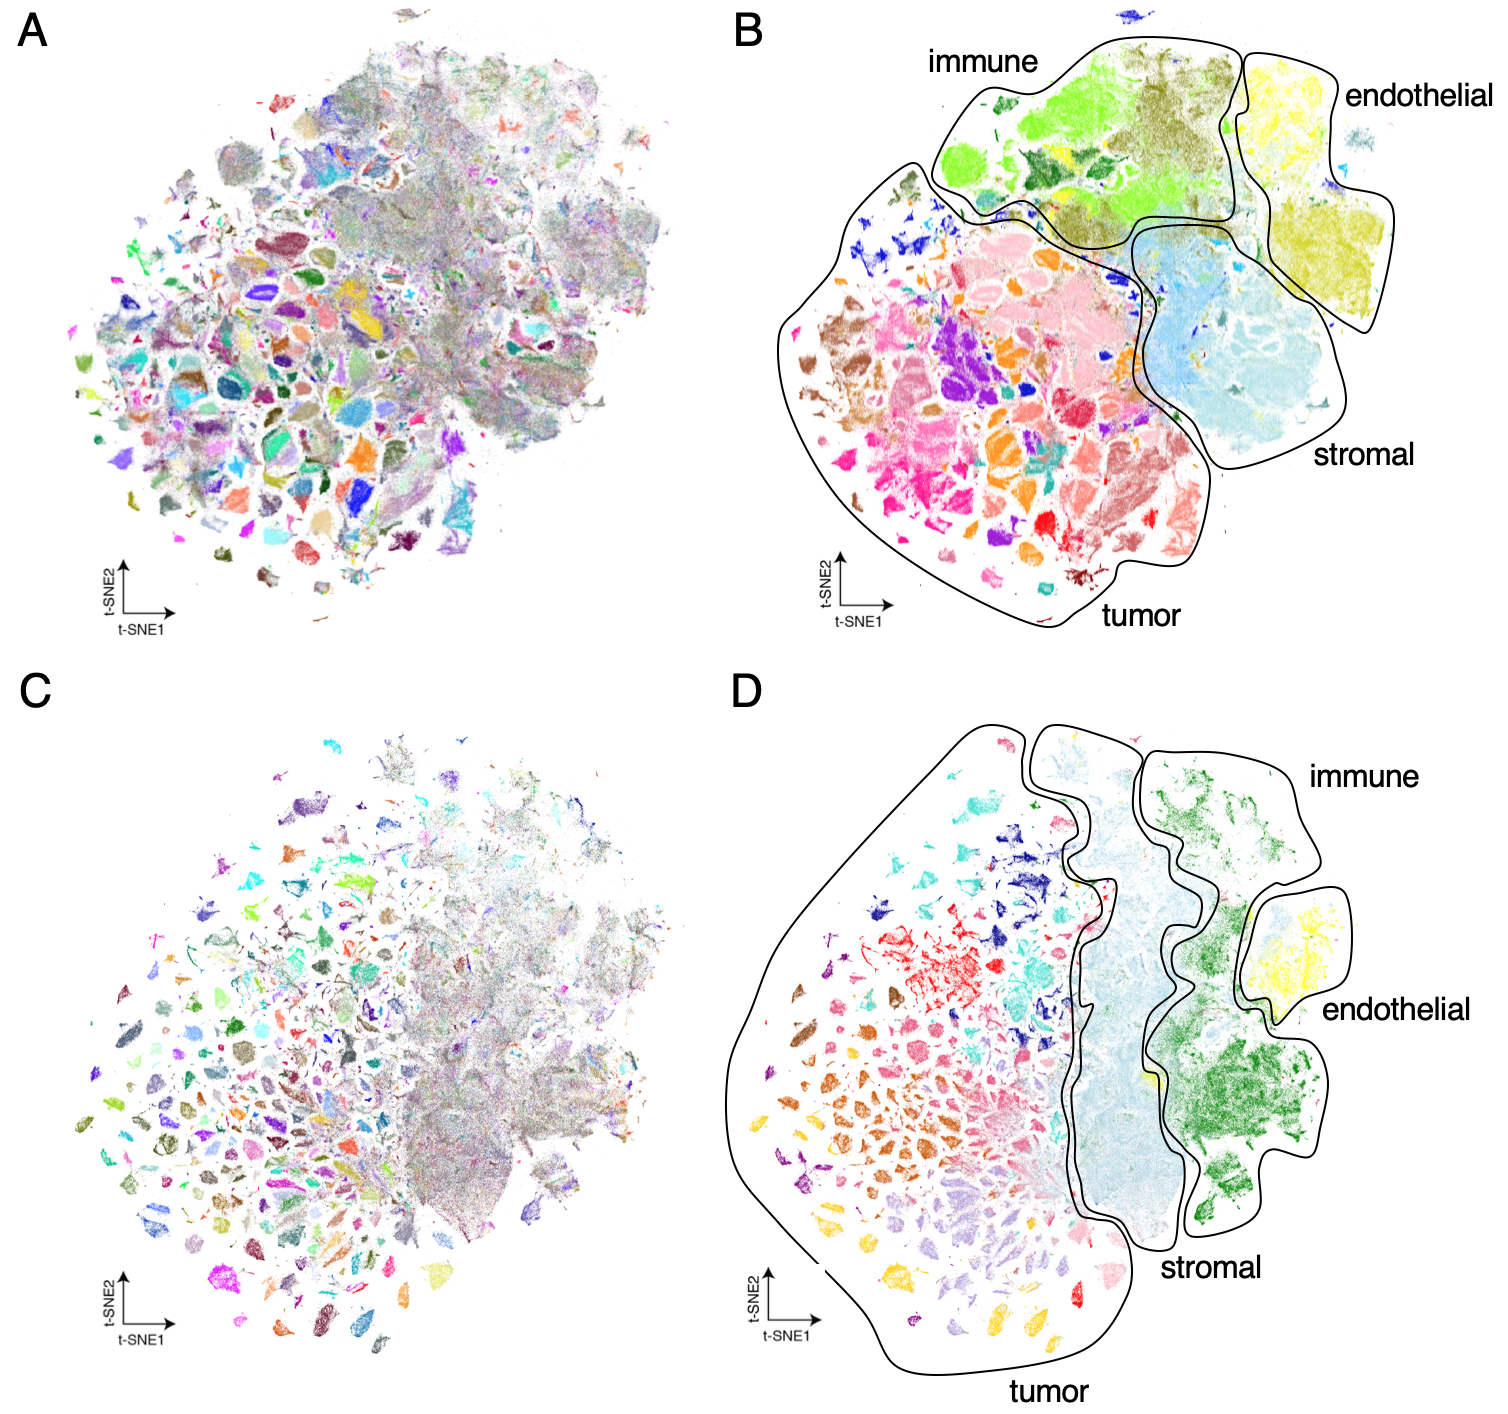 A
B
immune
endothelial
stromal
tumor
t-SNE2
t-SNE1
t-SNE2
t-SNE1
C
D
immune
endothelial
stromal
tumor
t-SNE2
t-SNE1
t-SNE2
t-SNE1